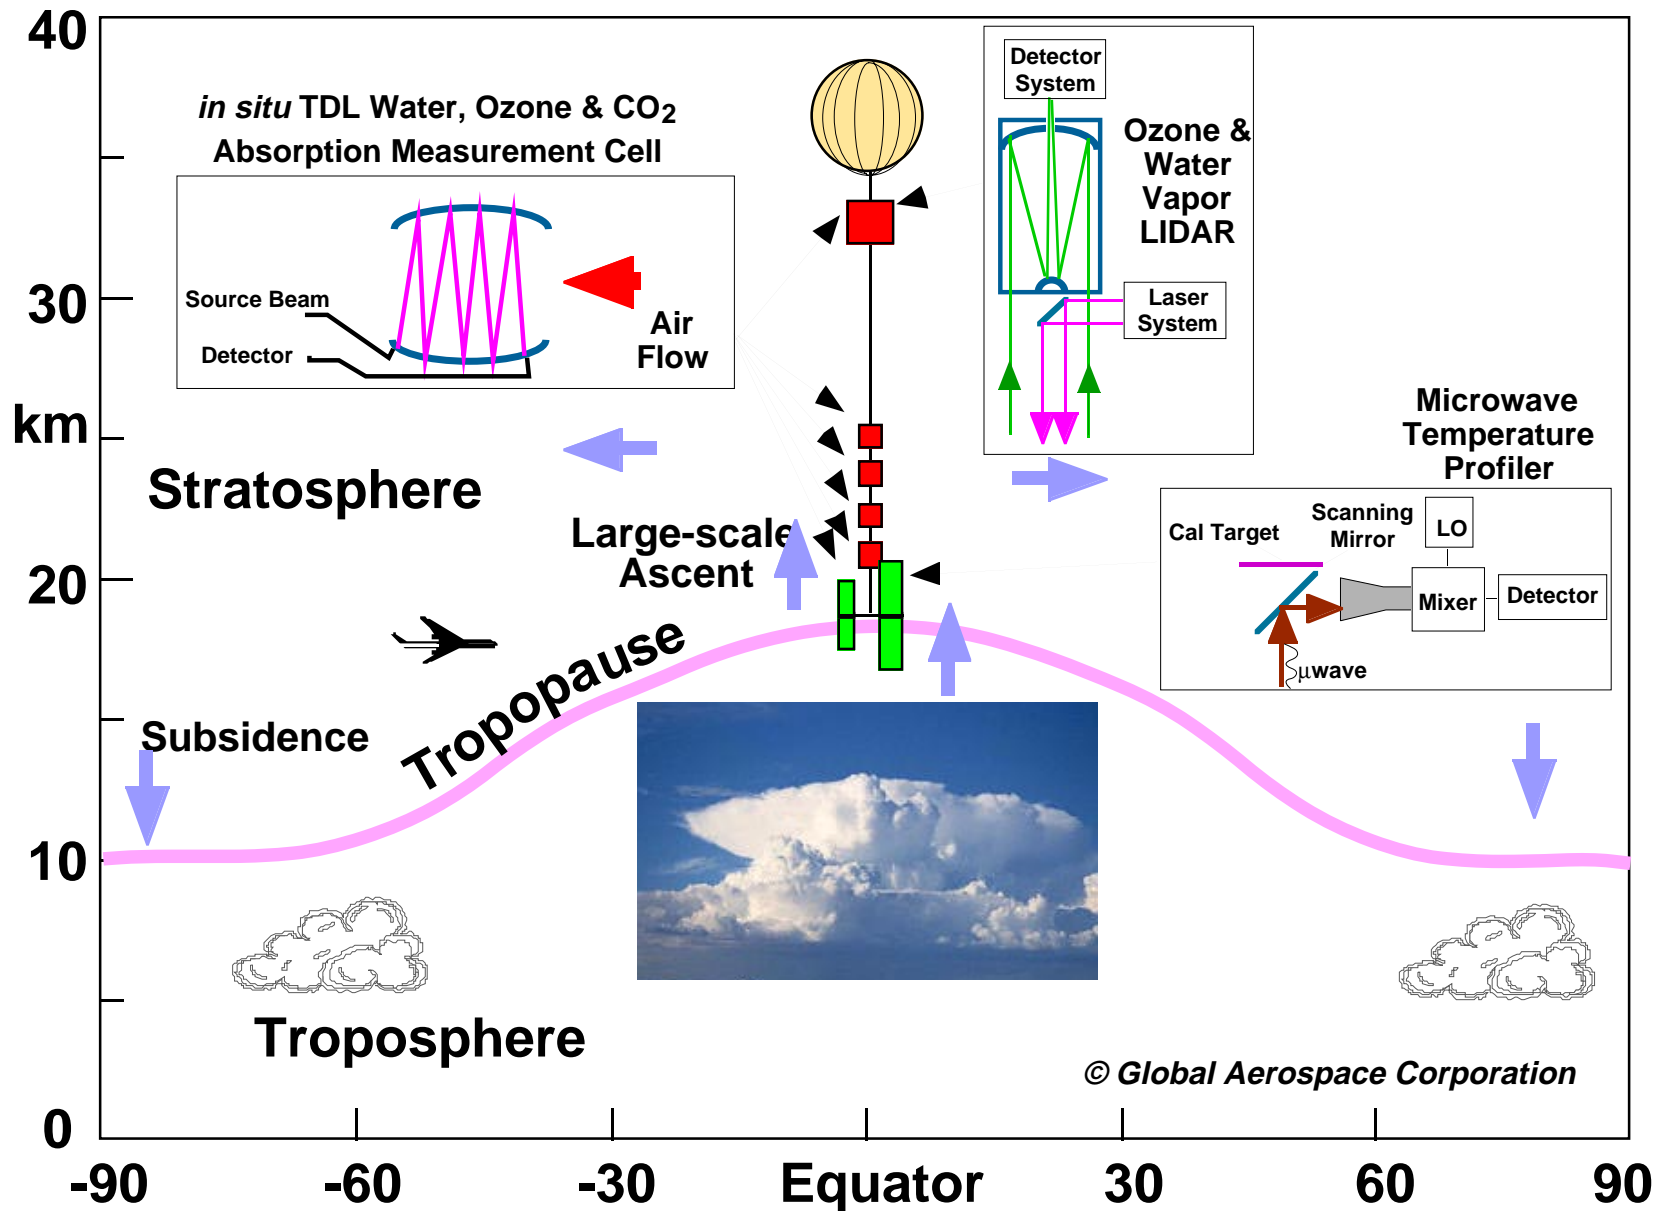 40
in situ TDL Water, Ozone & CO2
Absorption Measurement Cell
Source Beam
Detector
Air
Flow
Detector
System
Ozone &
Water
Vapor
LIDAR
Laser
System
30
km
Stratosphere
Large-scale
Ascent
Microwave
Temperature
Profiler
Cal Target
Scanning
Mirror
LO
Mixer
Detector
μwave
20
Tropopause
Subsidence
10
Troposphere
© Global Aerospace Corporation
0
-90
-60
-30
Equator
30
60
90